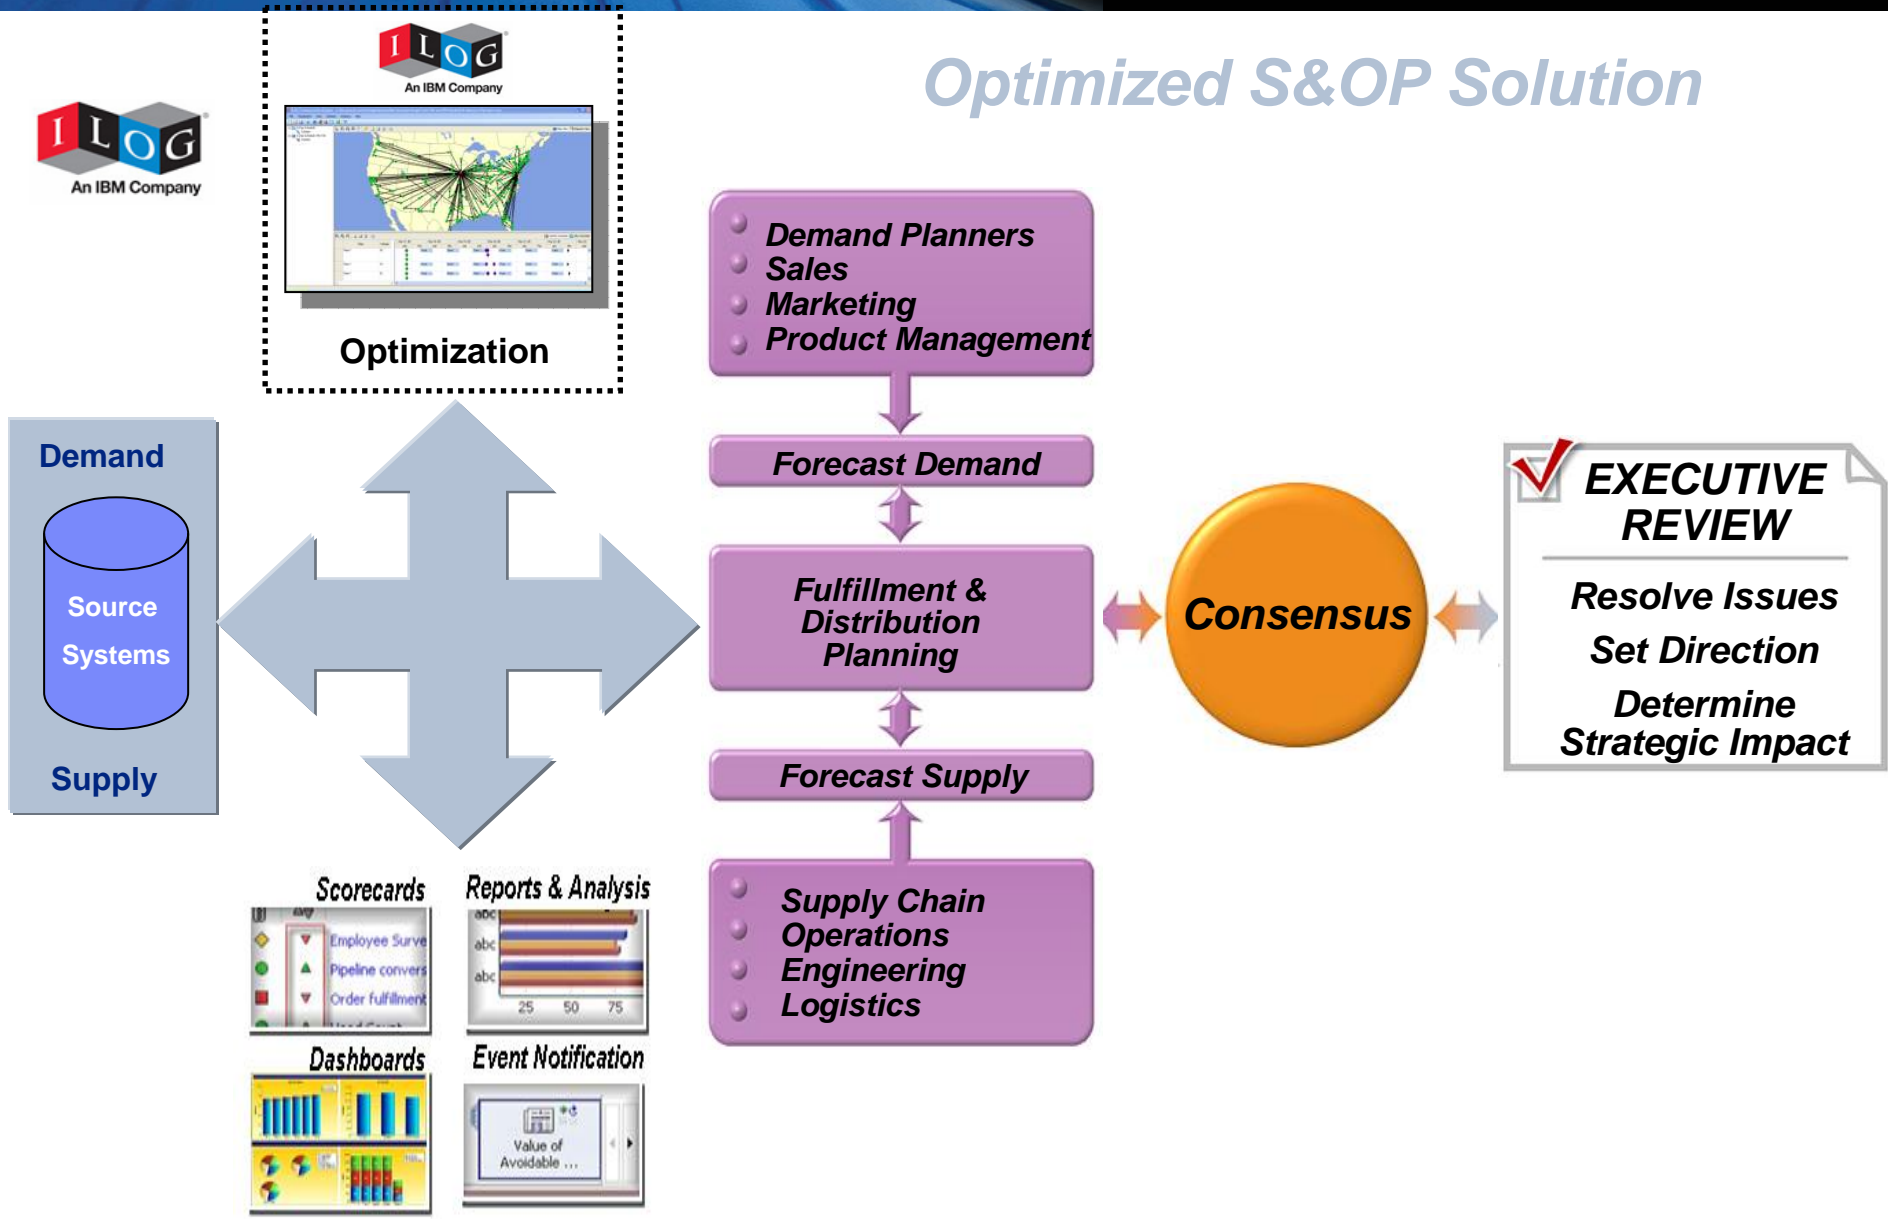 ILOG
An IBM Company
Optimized S&OP Solution
ILOG
An IBM Company
Optimization
Demand
Source
Systems
Supply
Demand Planners
Sales
Marketing
Product Management
Forecast Demand
Fulfillment &
Distribution
Planning
Forecast Supply
Supply Chain
Operations
Engineering
Logistics
Consensus
EXECUTIVE
REVIEW
Resolve Issues
Set Direction
Determine
Strategic Impact
Scorecards
Employee Surve
Pipeline convers
Order fulfillment
Reports & Analysis
abc
abc
abc
25 50 75
Dashboards
Event Notification
Value of
Avoidable ...